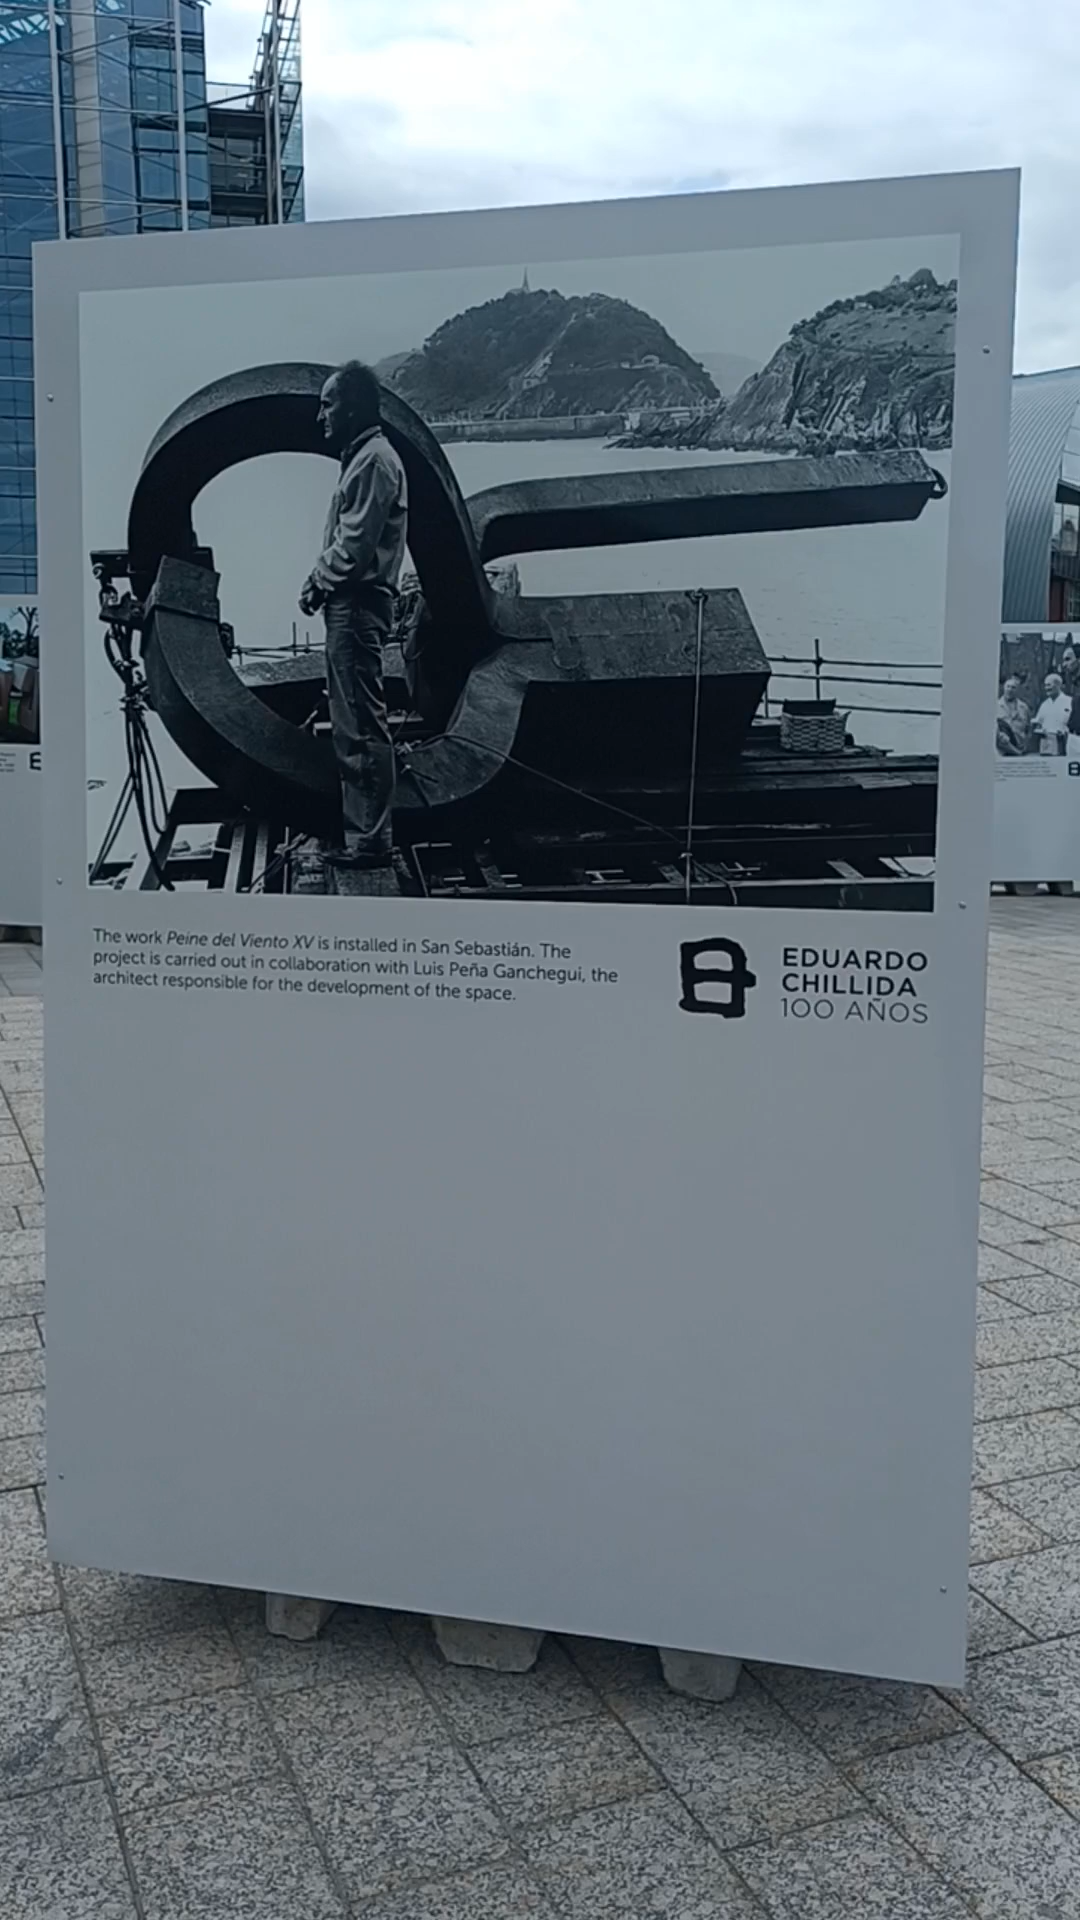 The work Peine del Viento XV is installed in San Sebastián. The
project is carried out in collaboration with Luis Peña Ganchegui, the
architect responsible for the development of the space.
EDUARDO
CHILLIDA
100 AÑOS